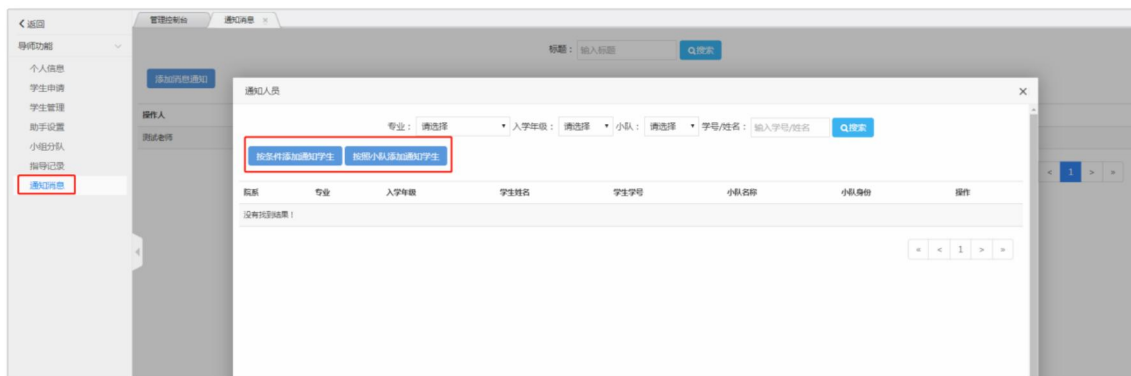 返回
管理控制台 通知消息 ×
导师功能
标题： 输入标题 搜索
个人信息
学生申请
添加消息通知
学生管理
助手设置
小组分队
指导记录
通知消息
操作人
测试老师
< 1 > »
通知人员 ×
专业： 请选择 入学年级： 请选择 小队： 请选择 学号/姓名： 输入学号/姓名 搜索
按条件添加通知学生 按照小队添加通知学生
院系 专业 入学年级 学生姓名 学生学号 小队名称 小队身份 操作
没有找到结果！
« < 1 > »